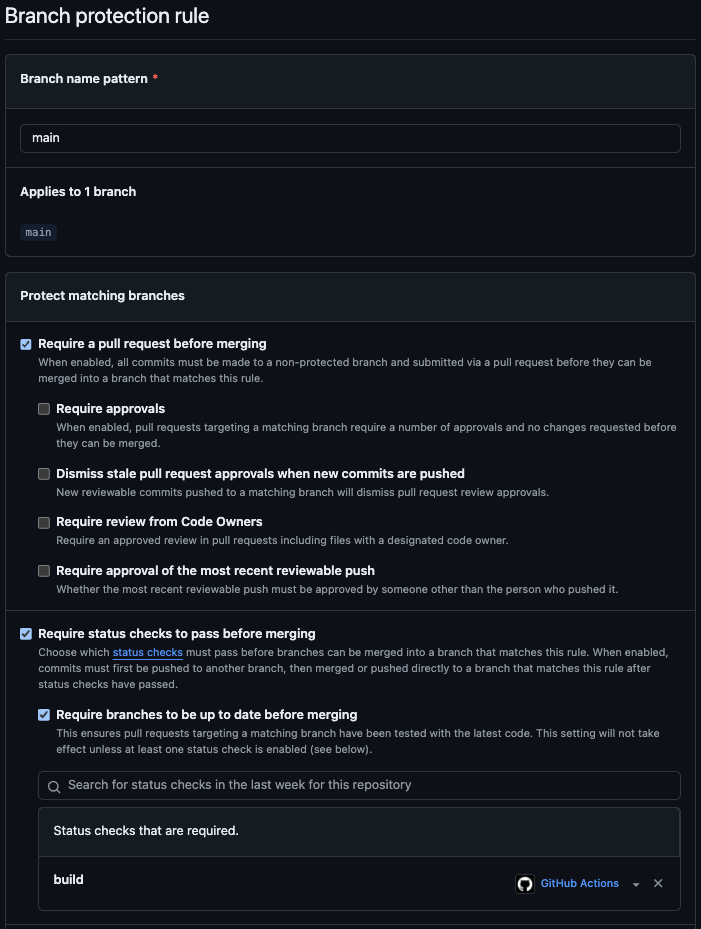 Branch protection rule
Branch name pattern *
main
Applies to 1 branch
main
Protect matching branches
Require a pull request before merging
When enabled, all commits must be made to a non-protected branch and submitted via a pull request before they can be
merged into a branch that matches this rule.
Require approvals
When enabled, pull requests targeting a matching branch require a number of approvals and no changes requested before
they can be merged.
Dismiss stale pull request approvals when new commits are pushed
New reviewable commits pushed to a matching branch will dismiss pull request review approvals.
Require review from Code Owners
Require an approved review in pull requests including files with a designated code owner.
Require approval of the most recent reviewable push
Whether the most recent reviewable push must be approved by someone other than the person who pushed it.
Require status checks to pass before merging
Choose which status checks must pass before branches can be merged into a branch that matches this rule. When enabled,
commits must first be pushed to another branch, then merged or pushed directly to a branch that matches this rule after
status checks have passed.
Require branches to be up to date before merging
This ensures pull requests targeting a matching branch have been tested with the latest code. This setting will not take
effect unless at least one status check is enabled (see below).
Search for status checks in the last week for this repository
Status checks that are required.
build GitHub Actions